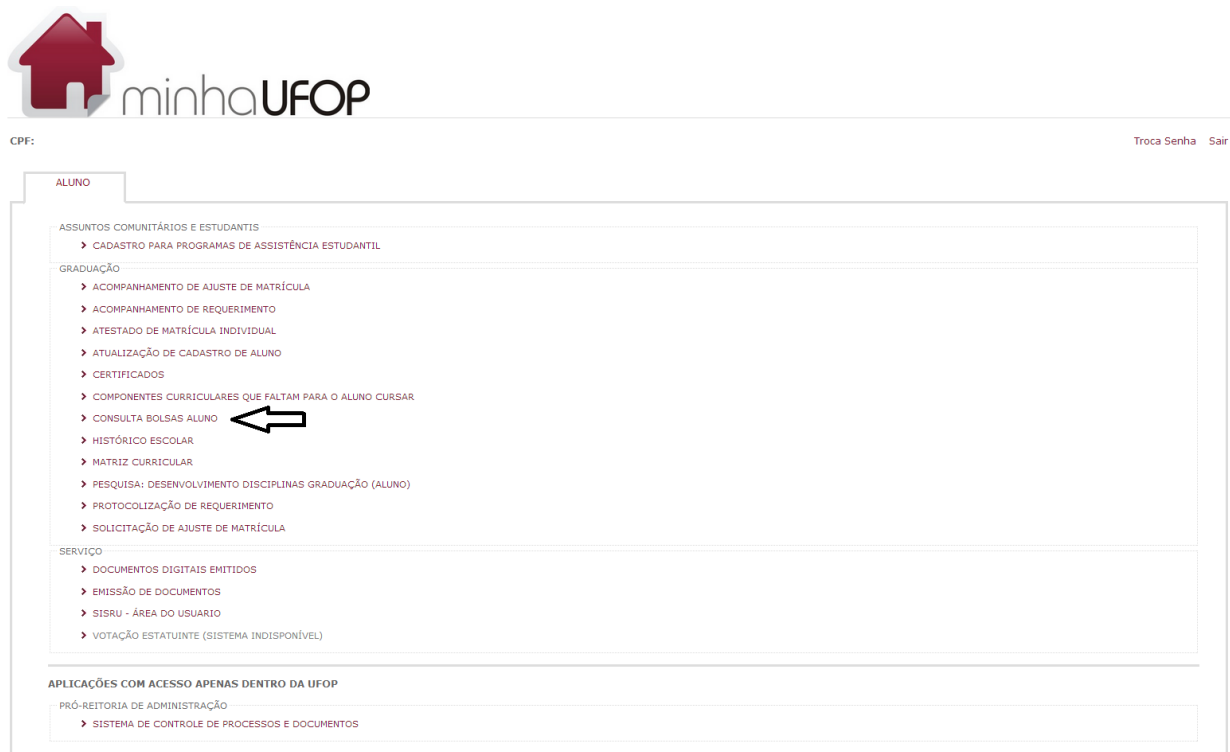 minhaUFOP
CPF:
Troca Senha Sair
ALUNO
ASSUNTOS COMUNITÁRIOS E ESTUDANTIS
CADASTRO PARA PROGRAMAS DE ASSISTÊNCIA ESTUDANTIL
GRADUAÇÃO
ACOMPANHAMENTO DE AJUSTE DE MATRÍCULA
ACOMPANHAMENTO DE REQUERIMENTO
ATESTADO DE MATRÍCULA INDIVIDUAL
ATUALIZAÇÃO DE CADASTRO DE ALUNO
CERTIFICADOS
COMPONENTES CURRICULARES QUE FALTAM PARA O ALUNO CURSAR
CONSULTA BOLSAS ALUNO
HISTÓRICO ESCOLAR
MATRIZ CURRICULAR
PESQUISA: DESENVOLVIMENTO DISCIPLINAS GRADUAÇÃO (ALUNO)
PROTOCOLIZAÇÃO DE REQUERIMENTO
SOLICITAÇÃO DE AJUSTE DE MATRÍCULA
SERVIÇO
DOCUMENTOS DIGITAIS EMITIDOS
EMISSÃO DE DOCUMENTOS
SISRU - ÁREA DO USUARIO
VOTAÇÃO ESTATUINTE (SISTEMA INDISPONÍVEL)
APLICAÇÕES COM ACESSO APENAS DENTRO DA UFOP
PRÓ-REITORIA DE ADMINISTRAÇÃO
SISTEMA DE CONTROLE DE PROCESSOS E DOCUMENTOS